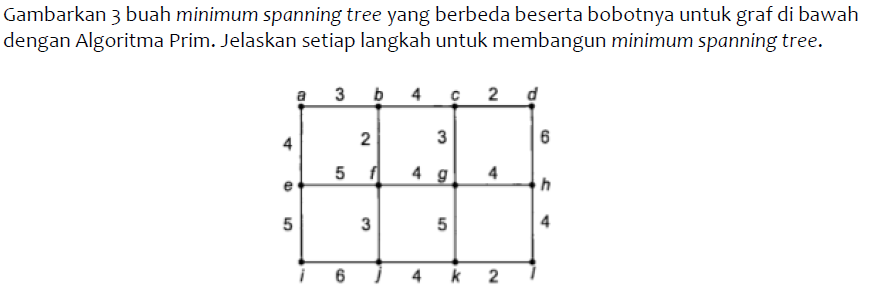 Gambarkan 3 buah minimum spanning tree yang berbeda beserta bobotnya untuk graf di bawah
dengan Algoritma Prim. Jelaskan setiap langkah untuk membangun minimum spanning tree.
a 3 b 4 c 2 d
4 2 3 6
5 f 4 g 4
e h
5 3 5 4
i 6 j 4 k 2 l